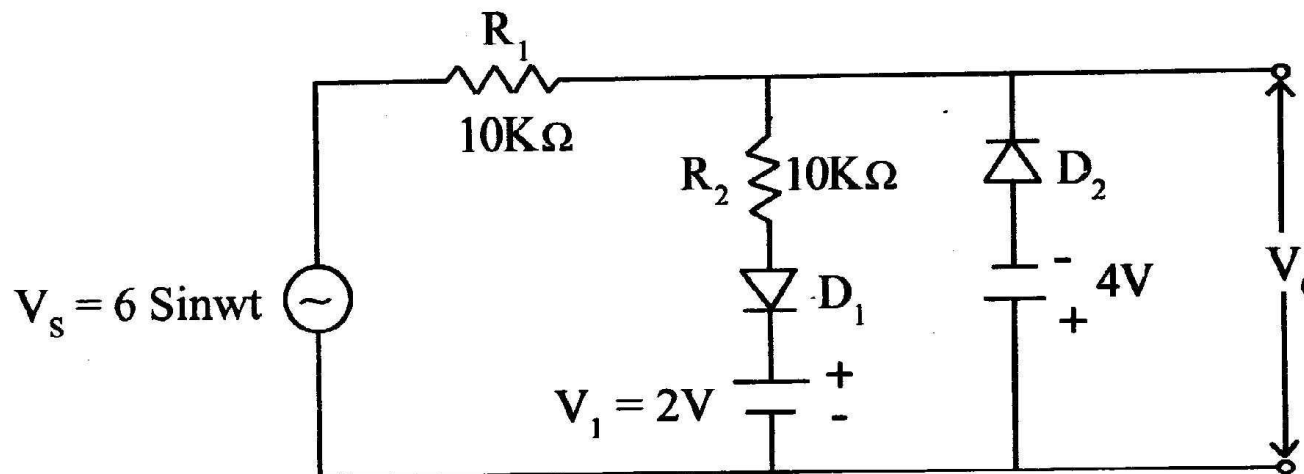 R₁
10KΩ
R₂
10KΩ
D₂
Vₛ = 6 Sinwt
~
D₁
-
4V
+
V₁ = 2V
+
-
V